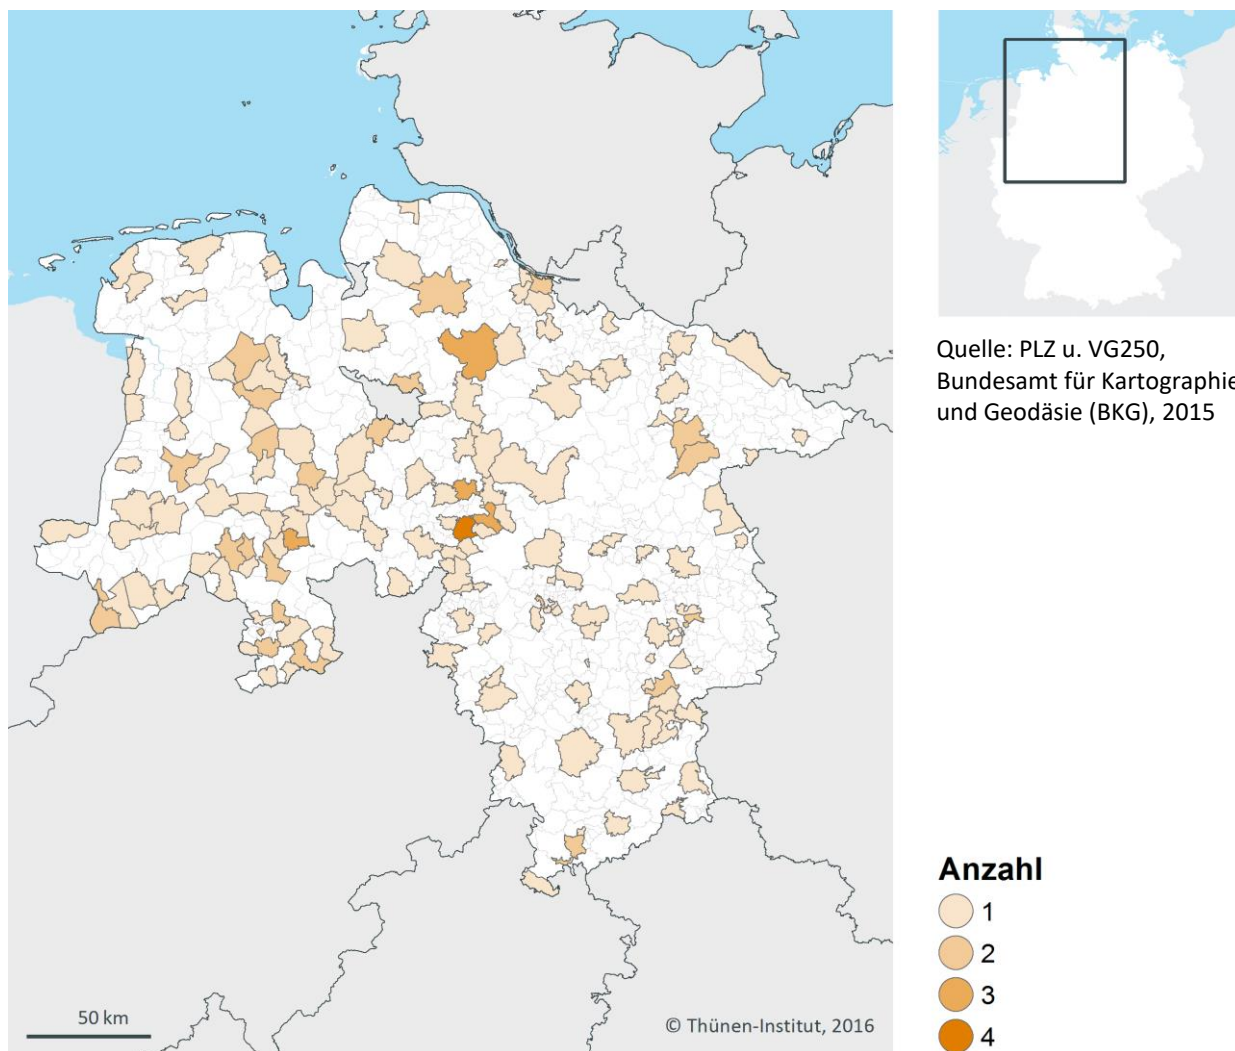 Quelle: PLZ u. VG250,
Bundesamt für Kartographie
und Geodäsie (BKG), 2015
Anzahl
1
2
3
4
50 km
© Thünen-Institut, 2016